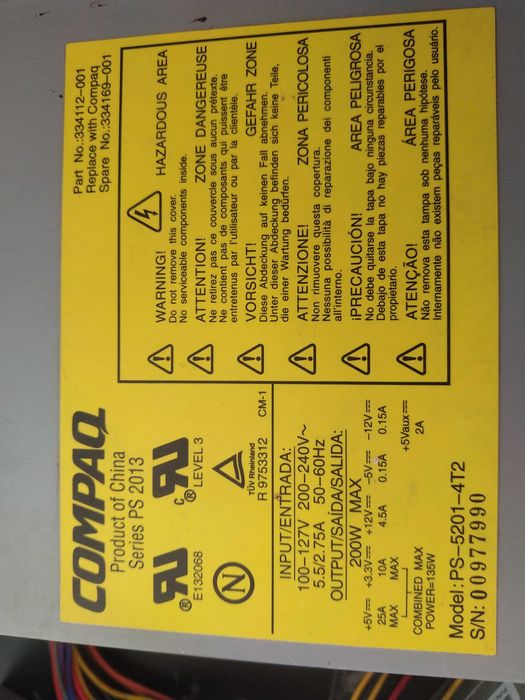 COMPAQ
Product of China
Series PS 2013
E132068
LEVEL 3
c
®
®
N
TÜV Rheinland
R 9753312
CM-1
INPUT/ENTRADA:
100-127V 200-240V~
5.5/2.75A 50-60Hz
OUTPUT/SAÍDA/SALIDA:
200W MAX
+5V⎓ +3.3V⎓ +12V⎓ -5V⎓ -12V⎓
25A 10A 4.5A 0.15A 0.15A
MAX MAX
+5Vaux⎓
2A
COMBINED MAX
POWER=135W
Model: PS-5201-4T2
S/N: 00977990
Part No.:334112-001
Replace with Compaq
Spare No.:334169-001
WARNING! HAZARDOUS AREA
Do not remove this cover.
No serviceable components inside.
ATTENTION! ZONE DANGEREUSE
Ne retirez pas ce couvercle sous aucun prétexte.
Ne contient pas de composants qui puissent être
entretenus par l'utilisateur ou par la clientèle.
VORSICHT! GEFAHR ZONE
Diese Abdeckung auf keinen Fall abnehmen.
Unter dieser Abdeckung befinden sich keine Teile,
die einer Wartung bedürfen.
ATTENZIONE! ZONA PERICOLOSA
Non rimuovere questa copertura.
Nessuna possibilità di reparazione dei componenti
all'interno.
¡PRECAUCIÓN! AREA PELIGROSA
No debe quitarse la tapa bajo ninguna circunstancia.
Debajo de esta tapa no hay piezas reparables por el
propietario.
ATENÇÃO! ÁREA PERIGOSA
Não remova esta tampa sob nenhuma hipótese.
Internamente não existem peças reparáveis pelo usuário.